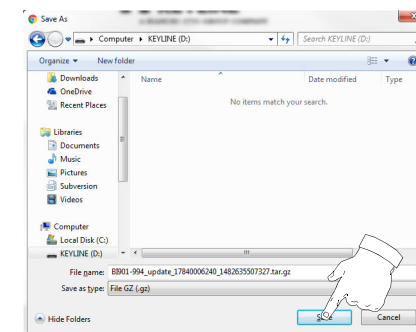 Save As
Computer ▸ KEYLINE (D:)
Search KEYLINE (D:)
Organize
New folder
Name
Date modified
Type
No items match your search.
Downloads
OneDrive
Recent Places
Libraries
Documents
Music
Pictures
Subversion
Videos
Computer
Local Disk (C:)
KEYLINE (D:)
File name: BI901-994_update_17840006240_1482635507327.tar.gz
Save as type: File GZ (.gz)
Hide Folders
Cancel